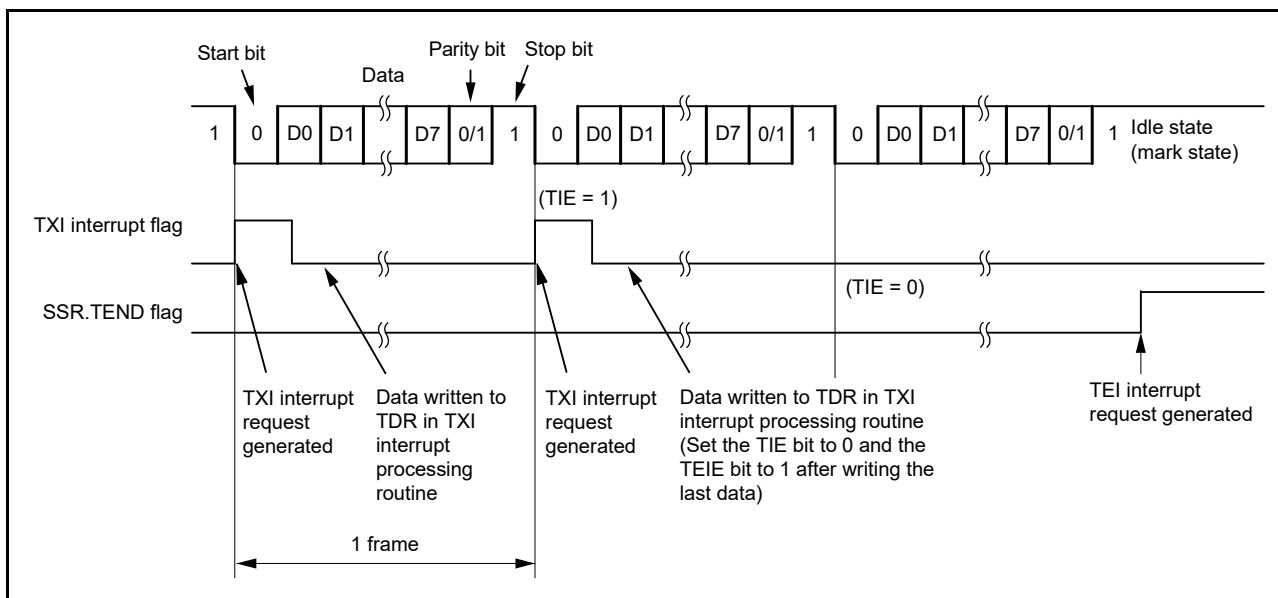 Start bit
Parity bit
Stop bit
Data
1 0 D0 D1 D7 0/1 1 0 D0 D1 D7 0/1 1 0 D0 D1 D7 0/1 1
Idle state
(mark state)
(TIE = 1)
TXI interrupt flag
(TIE = 0)
SSR.TEND flag
TXI interrupt
request
generated
Data written to
TDR in TXI
interrupt
processing
routine
TXI interrupt
request
generated
Data written to TDR in TXI
interrupt processing routine
(Set the TIE bit to 0 and the
TEIE bit to 1 after writing the
last data)
TEI interrupt
request generated
1 frame